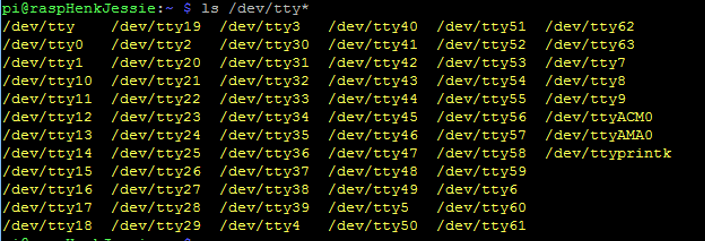 pi@raspHenkJessie:~ $ ls /dev/tty*
/dev/tty /dev/tty19 /dev/tty3 /dev/tty40 /dev/tty51 /dev/tty62
/dev/tty0 /dev/tty2 /dev/tty30 /dev/tty41 /dev/tty52 /dev/tty63
/dev/tty1 /dev/tty20 /dev/tty31 /dev/tty42 /dev/tty53 /dev/tty7
/dev/tty10 /dev/tty21 /dev/tty32 /dev/tty43 /dev/tty54 /dev/tty8
/dev/tty11 /dev/tty22 /dev/tty33 /dev/tty44 /dev/tty55 /dev/tty9
/dev/tty12 /dev/tty23 /dev/tty34 /dev/tty45 /dev/tty56 /dev/ttyACM0
/dev/tty13 /dev/tty24 /dev/tty35 /dev/tty46 /dev/tty57 /dev/ttyAMA0
/dev/tty14 /dev/tty25 /dev/tty36 /dev/tty47 /dev/tty58 /dev/ttyprintk
/dev/tty15 /dev/tty26 /dev/tty37 /dev/tty48 /dev/tty59
/dev/tty16 /dev/tty27 /dev/tty38 /dev/tty49 /dev/tty6
/dev/tty17 /dev/tty28 /dev/tty39 /dev/tty5 /dev/tty60
/dev/tty18 /dev/tty29 /dev/tty4 /dev/tty50 /dev/tty61